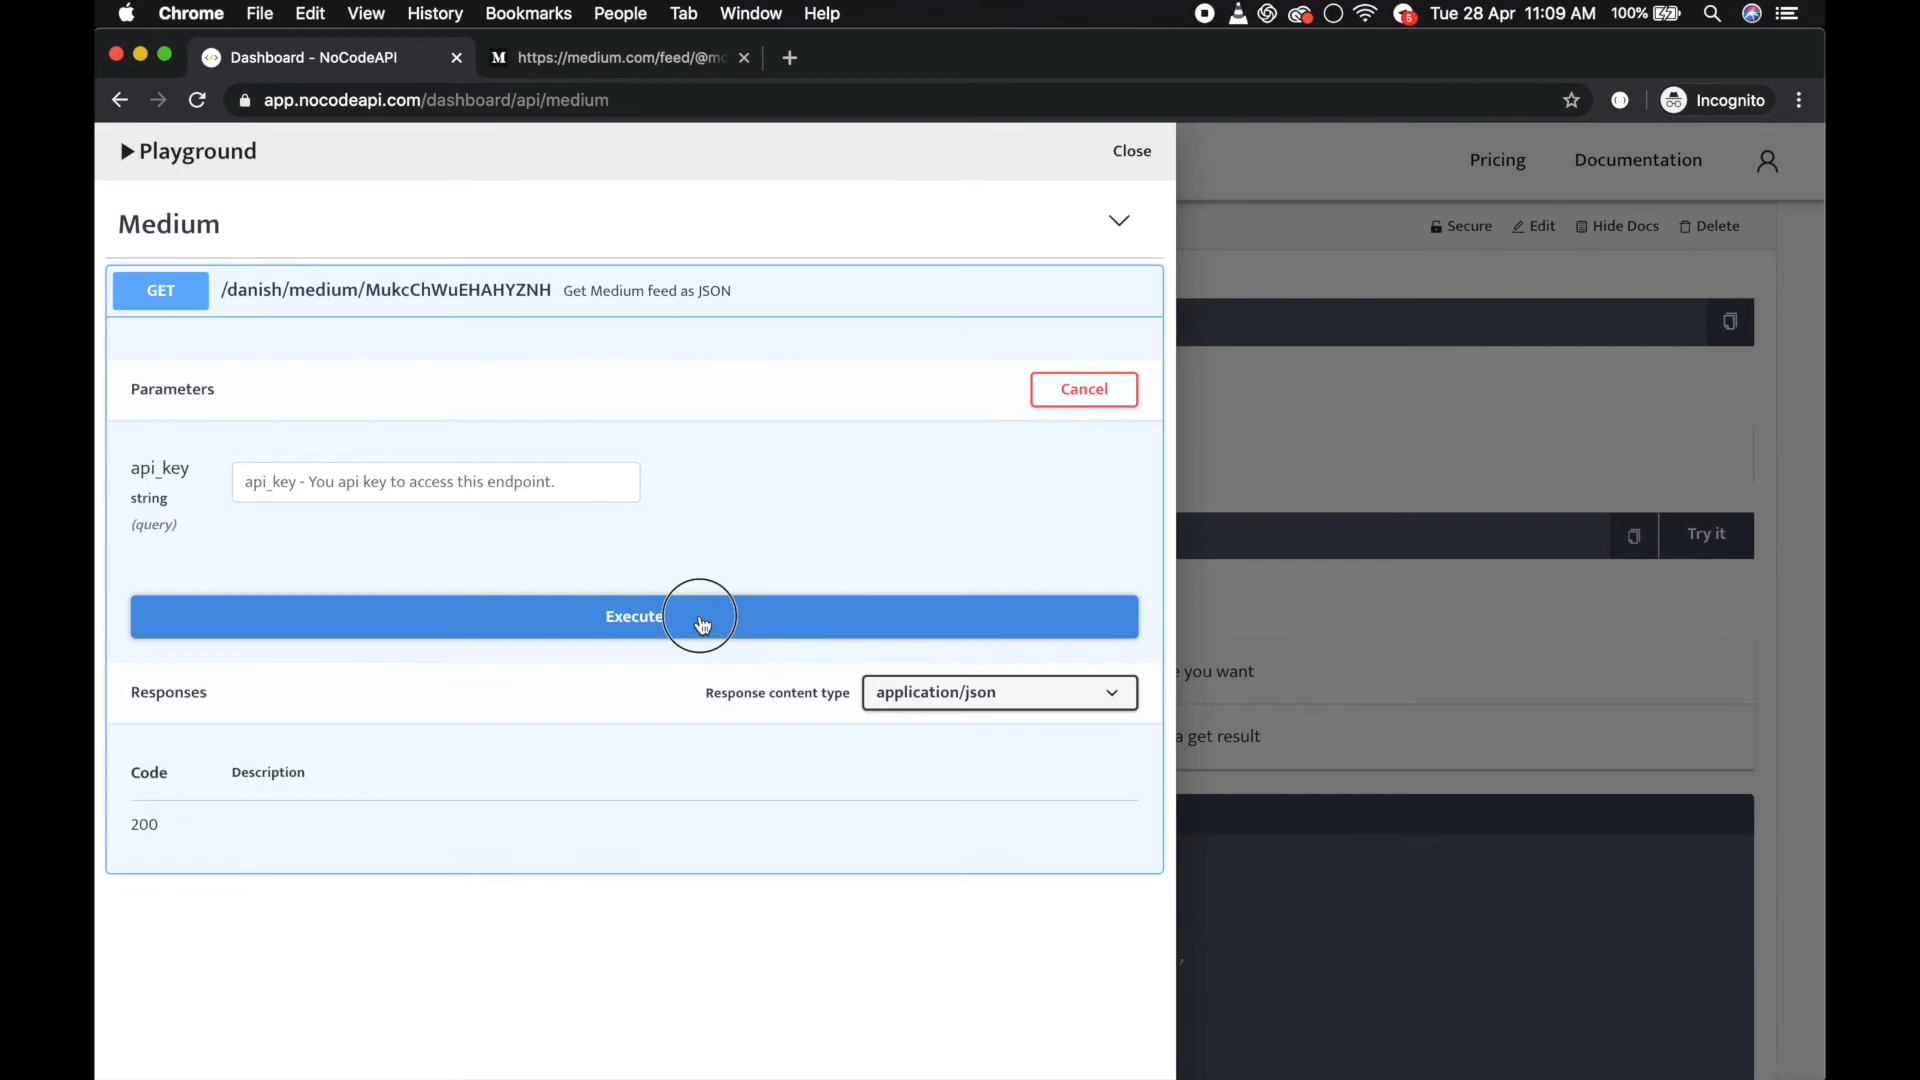 Chrome File Edit View History Bookmarks People Tab Window Help 5 Tue 28 Apr 11:09 AM 100%
Dashboard - NoCodeAPI M https://medium.com/feed/@
app.nocodeapi.com/dashboard/api/medium Incognito
Playground Close
Pricing Documentation
Medium
Secure Edit Hide Docs Delete
GET /danish/medium/MukcChWuEHAHYZNH Get Medium feed as JSON
Parameters Cancel
api_key
string
(query)
api_key - You api key to access this endpoint.
Try it
Execute
you want
Responses Response content type application/json
a get result
Code Description
200